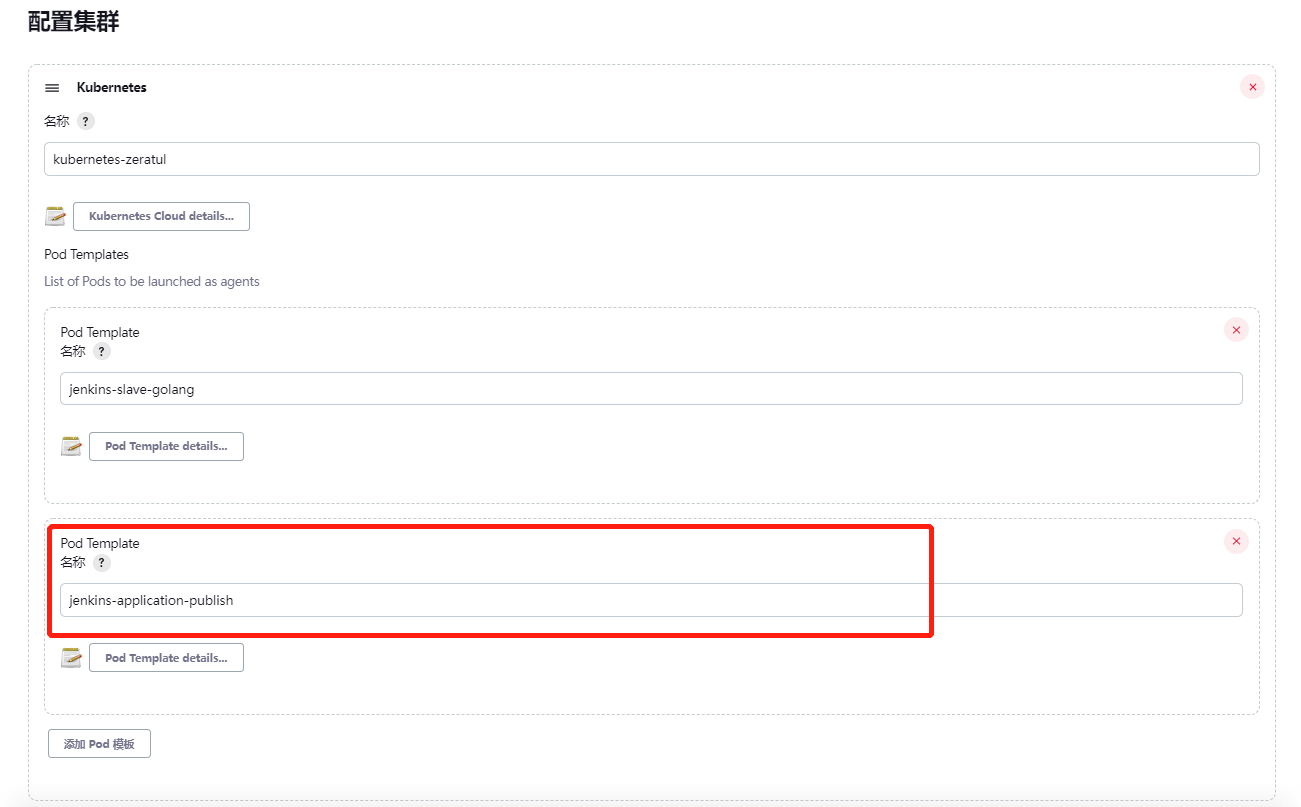 配置集群
Kubernetes
名称 ?
kubernetes-zeratul
Kubernetes Cloud details...
Pod Templates
List of Pods to be launched as agents
Pod Template
名称 ?
jenkins-slave-golang
Pod Template details...
Pod Template
名称 ?
jenkins-application-publish
Pod Template details...
添加 Pod 模板